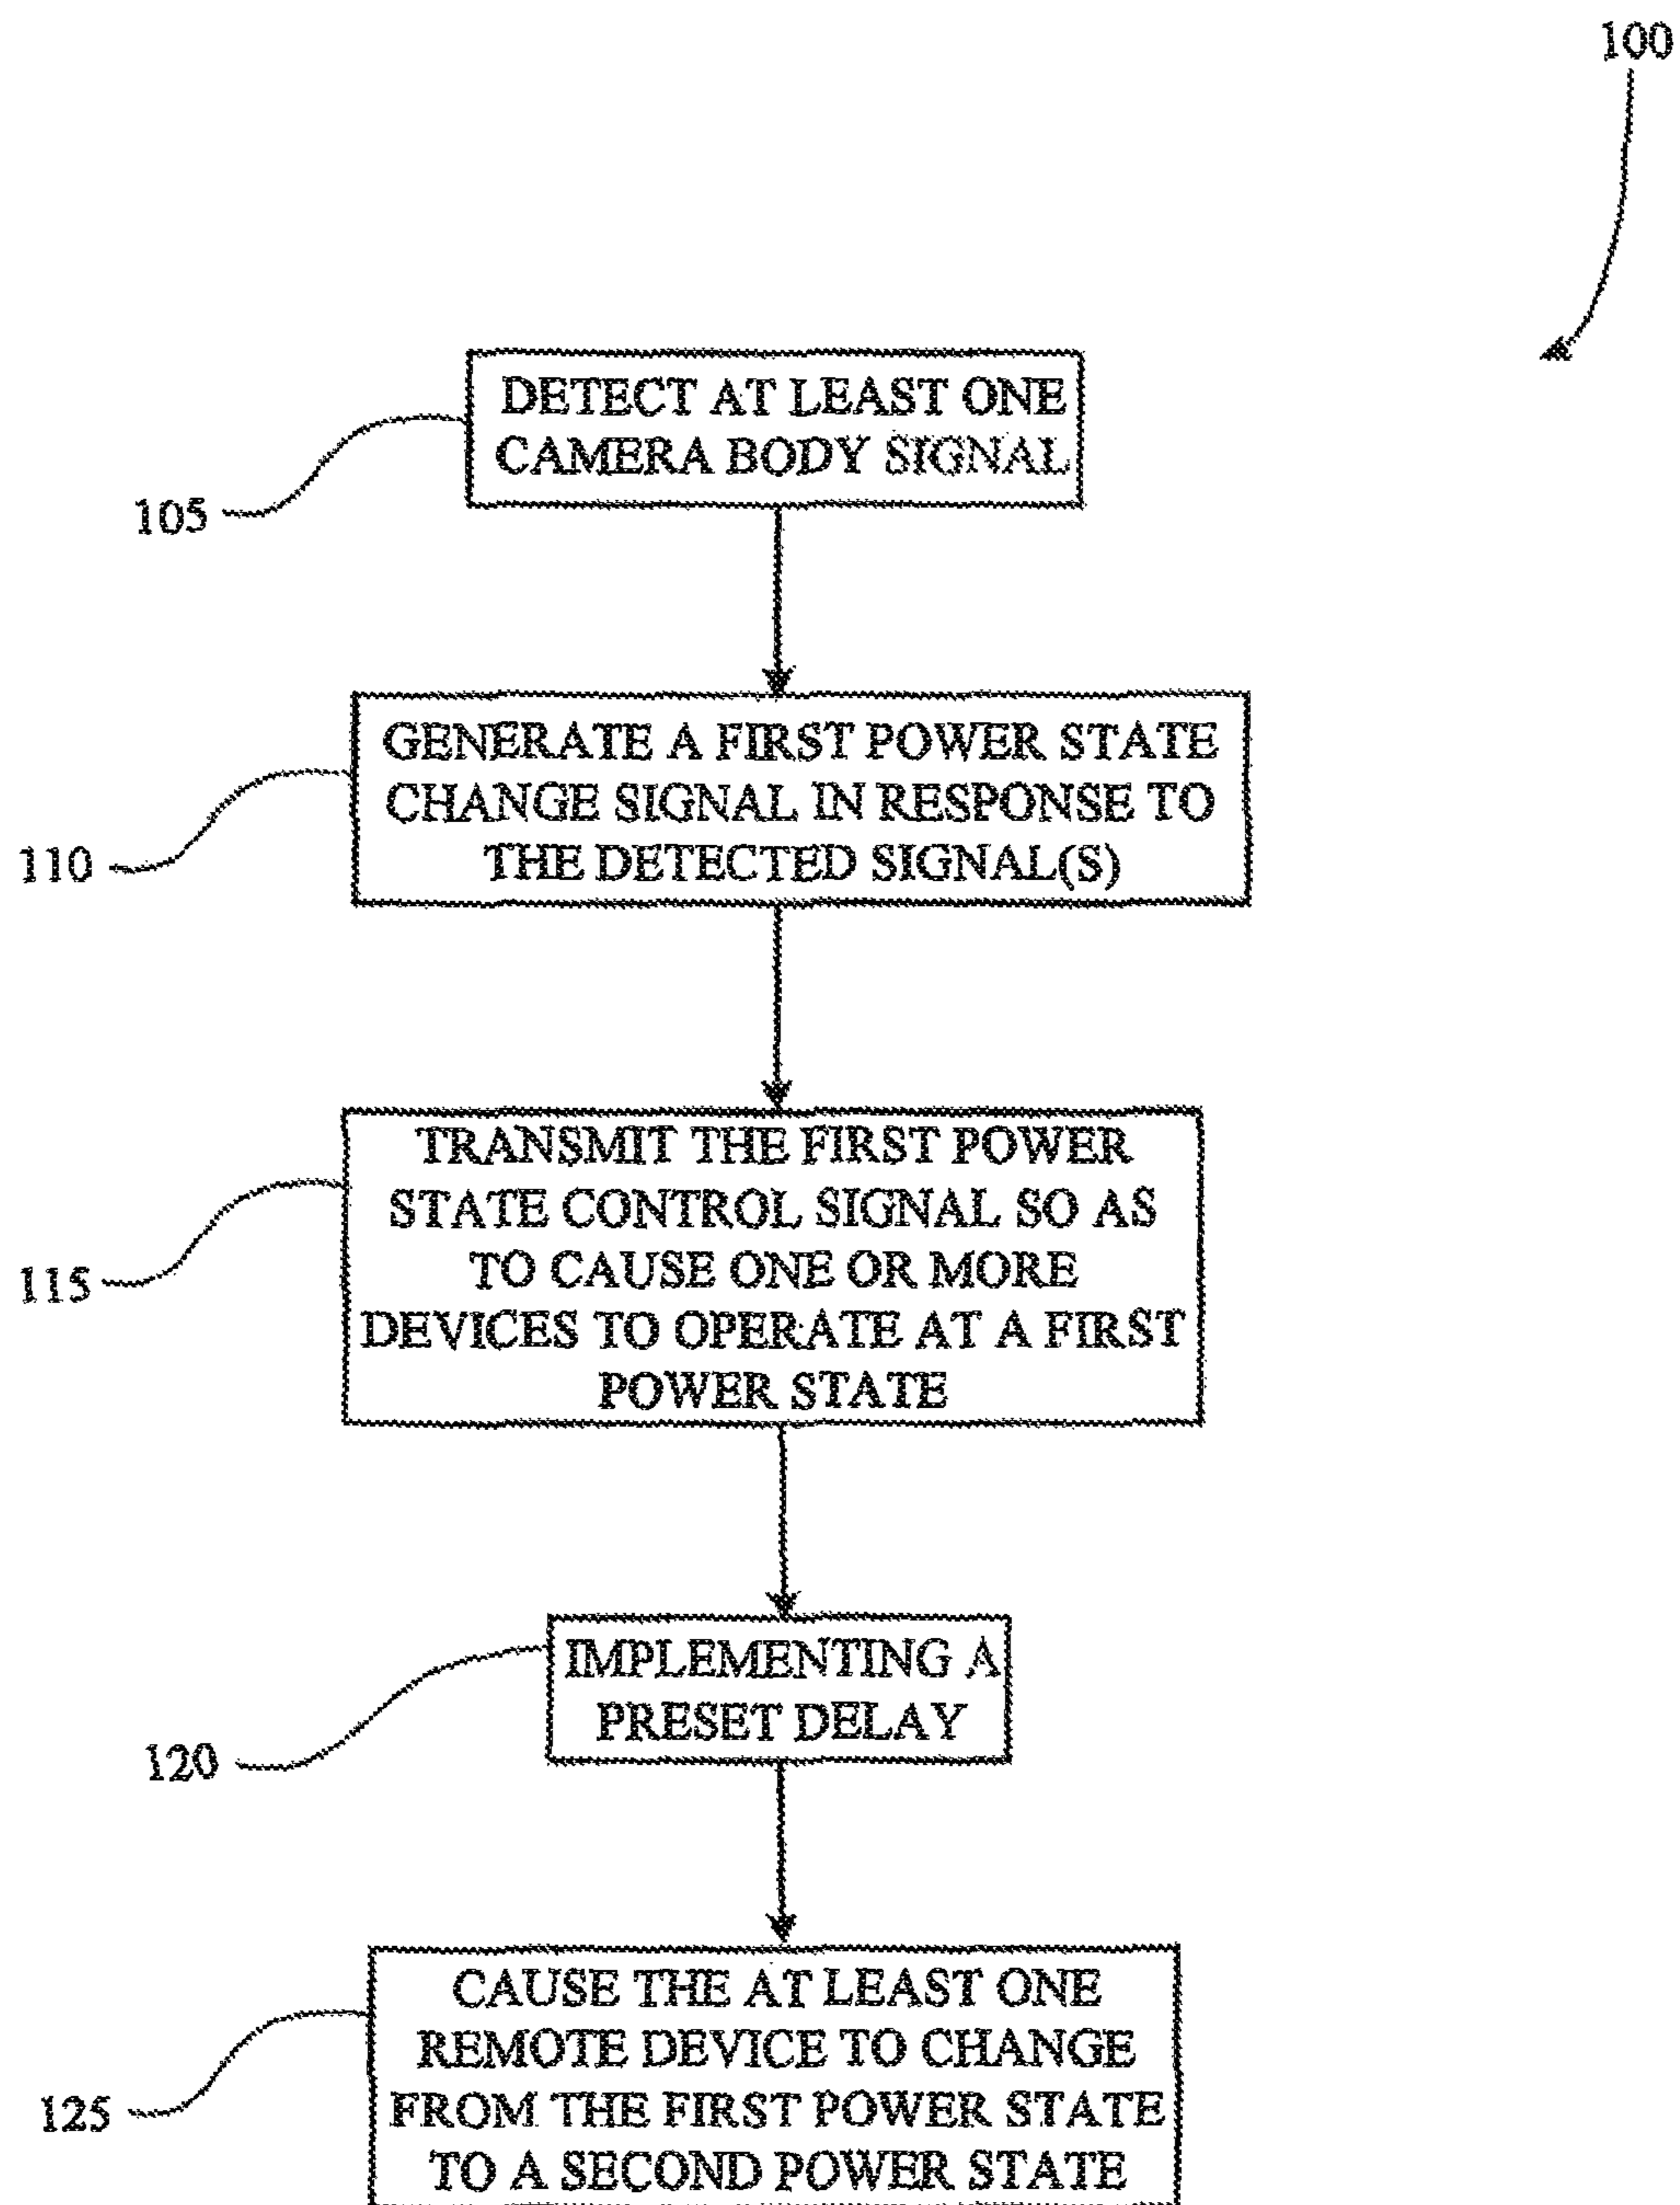 100
DETECT AT LEAST ONE
CAMERA BODY SIGNAL
105
GENERATE A FIRST POWER STATE
CHANGE SIGNAL IN RESPONSE TO
THE DETECTED SIGNAL(S)
110
TRANSMIT THE FIRST POWER
STATE CONTROL SIGNAL SO AS
TO CAUSE ONE OR MORE
DEVICES TO OPERATE AT A FIRST
POWER STATE
115
IMPLEMENTING A
PRESET DELAY
120
CAUSE THE AT LEAST ONE
REMOTE DEVICE TO CHANGE
FROM THE FIRST POWER STATE
TO A SECOND POWER STATE
125